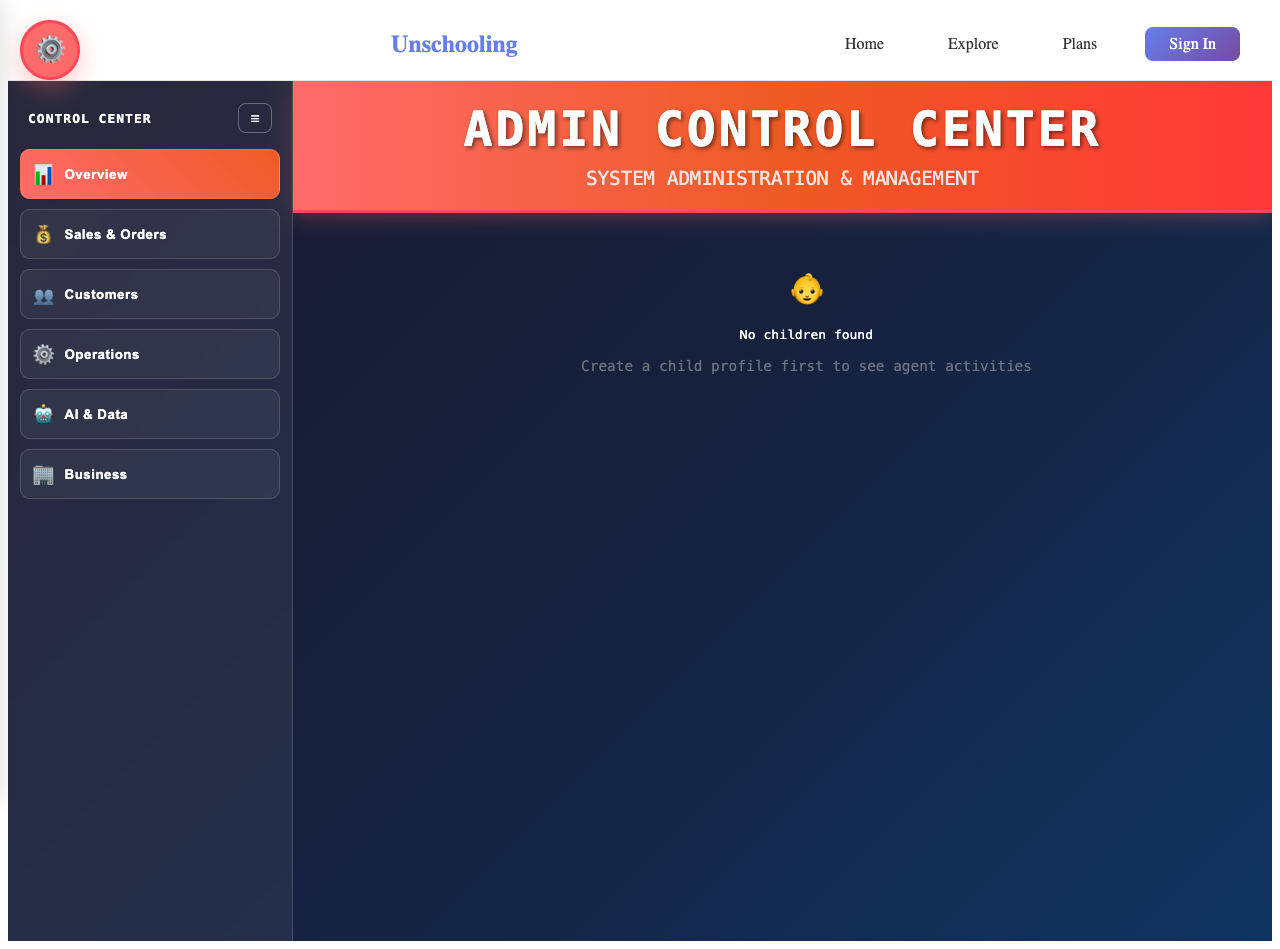 Unschooling
Home
Explore
Plans
Sign In
CONTROL CENTER
Overview
Sales & Orders
Customers
Operations
AI & Data
Business
ADMIN CONTROL CENTER
SYSTEM ADMINISTRATION & MANAGEMENT
No children found
Create a child profile first to see agent activities